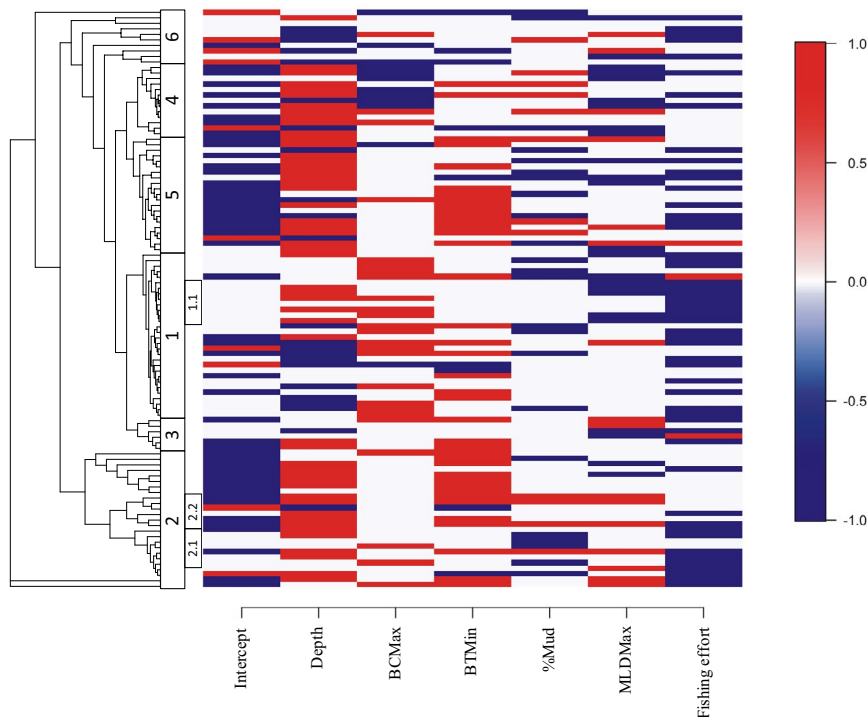 6
4
5
1
1.1
3
2
2.2
2.1
1.0
0.5
0.0
-0.5
-1.0
Intercept
Depth
BCMax
BTMin
%Mud
MLDMax
Fishing effort